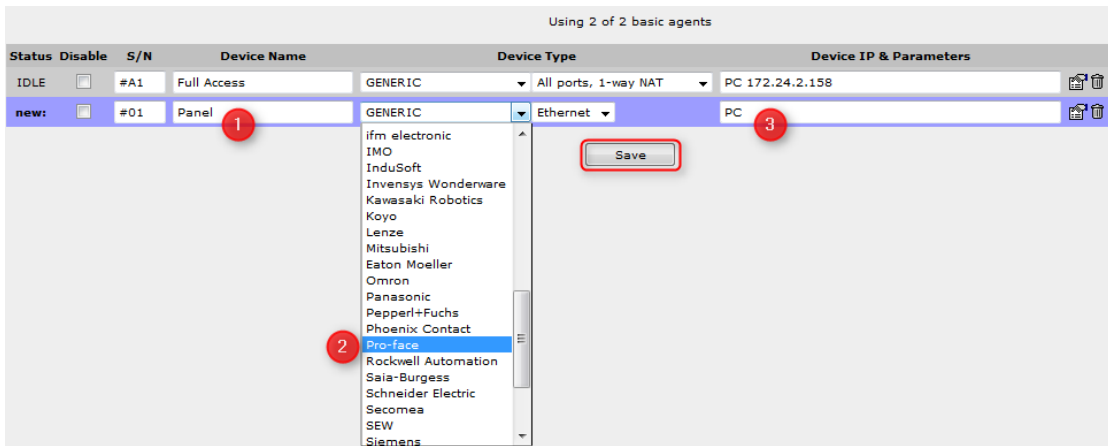 Using 2 of 2 basic agents
Status Disable S/N Device Name Device Type Device IP & Parameters
IDLE #A1 Full Access GENERIC All ports, 1-way NAT PC 172.24.2.158
new: #01 Panel GENERIC Ethernet PC
1
3
ifm electronic
IMO
Save
InduSoft
Invensys Wonderware
Kawasaki Robotics
Koyo
Lenze
Mitsubishi
Eaton Moeller
Omron
Panasonic
Pepperl+Fuchs
Phoenix Contact
2 Pro-face
Rockwell Automation
Saia-Burgess
Schneider Electric
Secomea
SEW
Siemens